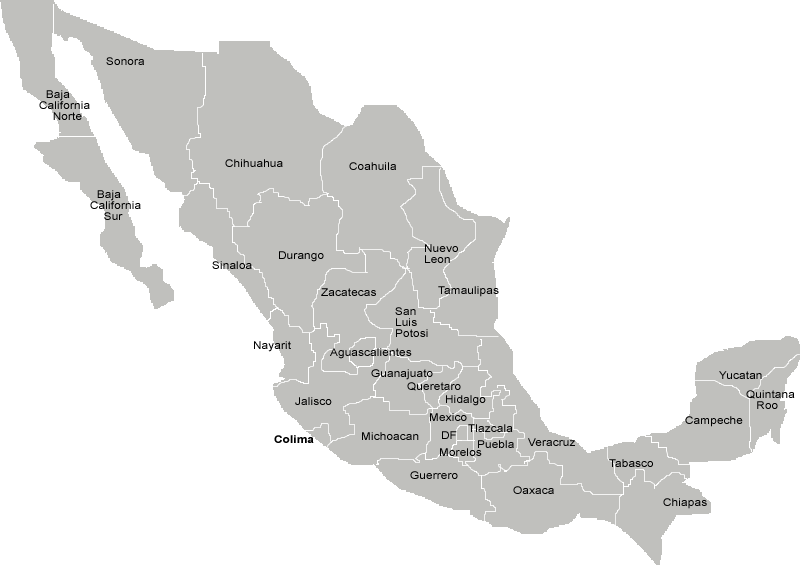 Sonora
Baja
California
Norte
Chihuahua
Coahuila
Baja
California
Sur
Nuevo
Leon
Durango
Sinaloa
Zacatecas
Tamaulipas
San
Luis
Potosi
Nayarit
Aguascalientes
Guanajuato
Yucatan
Queretaro
Quintana
Roo
Jalisco
Hidalgo
Mexico
Campeche
Tlazcala
Colima
Michoacan
DF
Puebla
Veracruz
Morelos
Tabasco
Guerrero
Oaxaca
Chiapas